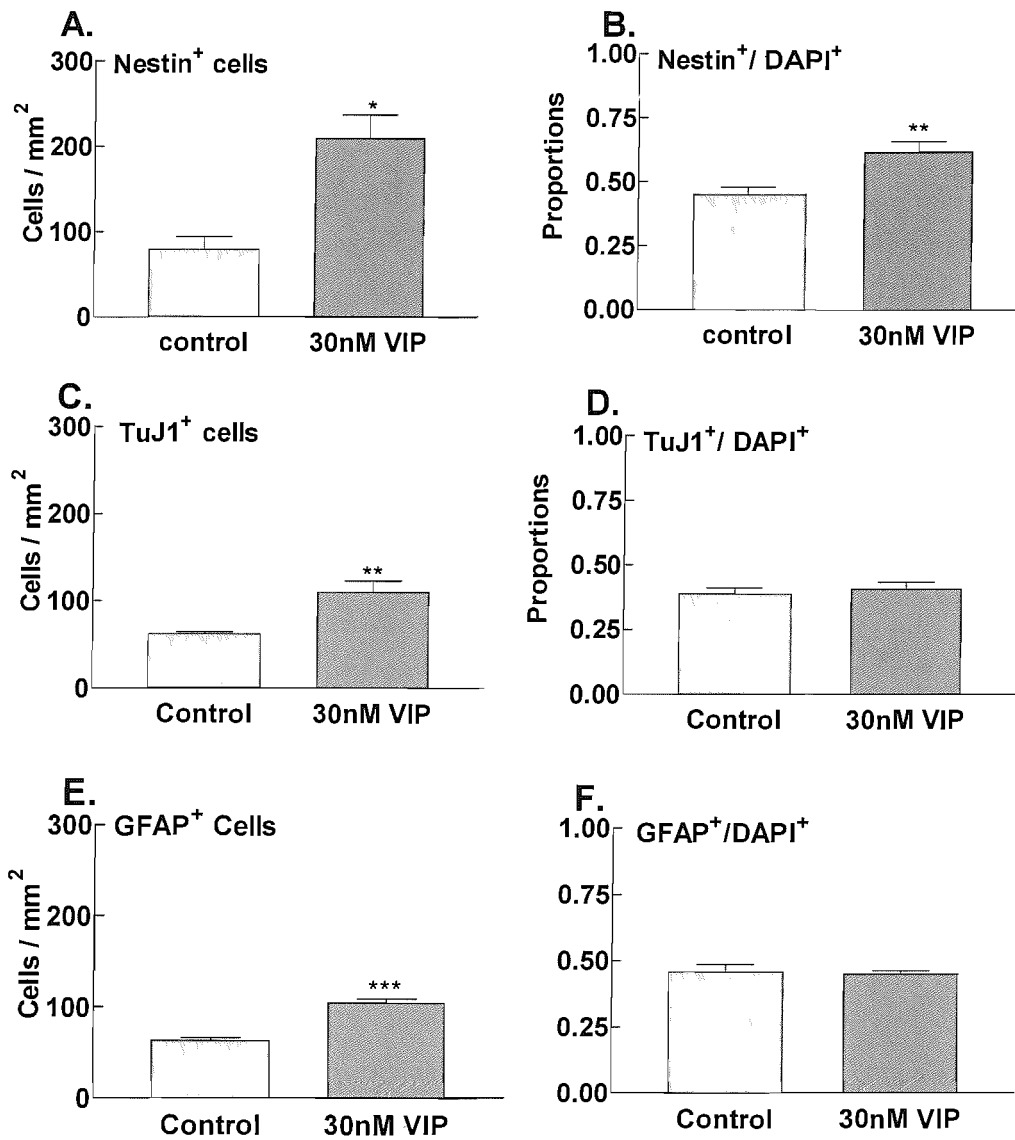 A.
Nestin⁺ cells
300
200
100
0
Cells / mm²
*
control
30nM VIP
B.
Nestin⁺/ DAPI⁺
1.00
0.75
0.50
0.25
0.00
Proportions
**
control
30nM VIP
C.
TuJ1⁺ cells
300
200
100
0
Cells / mm²
**
Control
30nM VIP
D.
TuJ1⁺/ DAPI⁺
1.00
0.75
0.50
0.25
0.00
Proportions
Control
30nM VIP
E.
GFAP⁺ Cells
300
200
100
0
Cells / mm²
***
Control
30nM VIP
F.
GFAP⁺/DAPI⁺
1.00
0.75
0.50
0.25
0.00
Control
30nM VIP